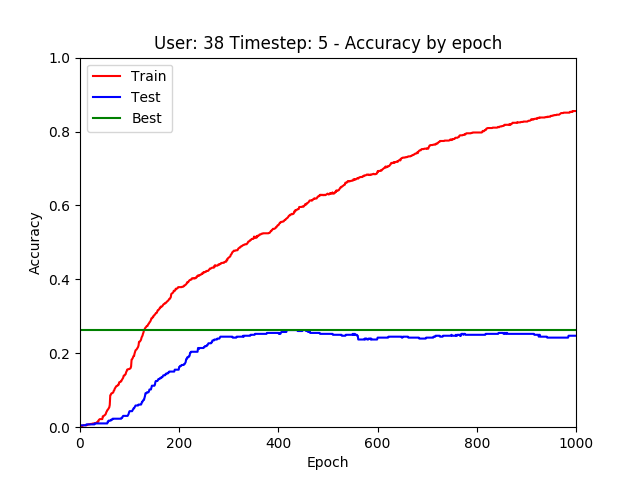 User: 38 Timestep: 5 - Accuracy by epoch
Train
Test
Best
Accuracy
1.0
0.8
0.6
0.4
0.2
0.0
0 200 400 600 800 1000
Epoch